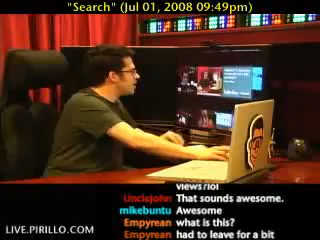 "Search" (Jul 01, 2008 09:49pm)
LIVE.PIRILLO.COM
views?lol
UncleJohn That sounds awesome.
mikebuntu Awesome
Empyrean what is this?
Empyrean had to leave for a bit